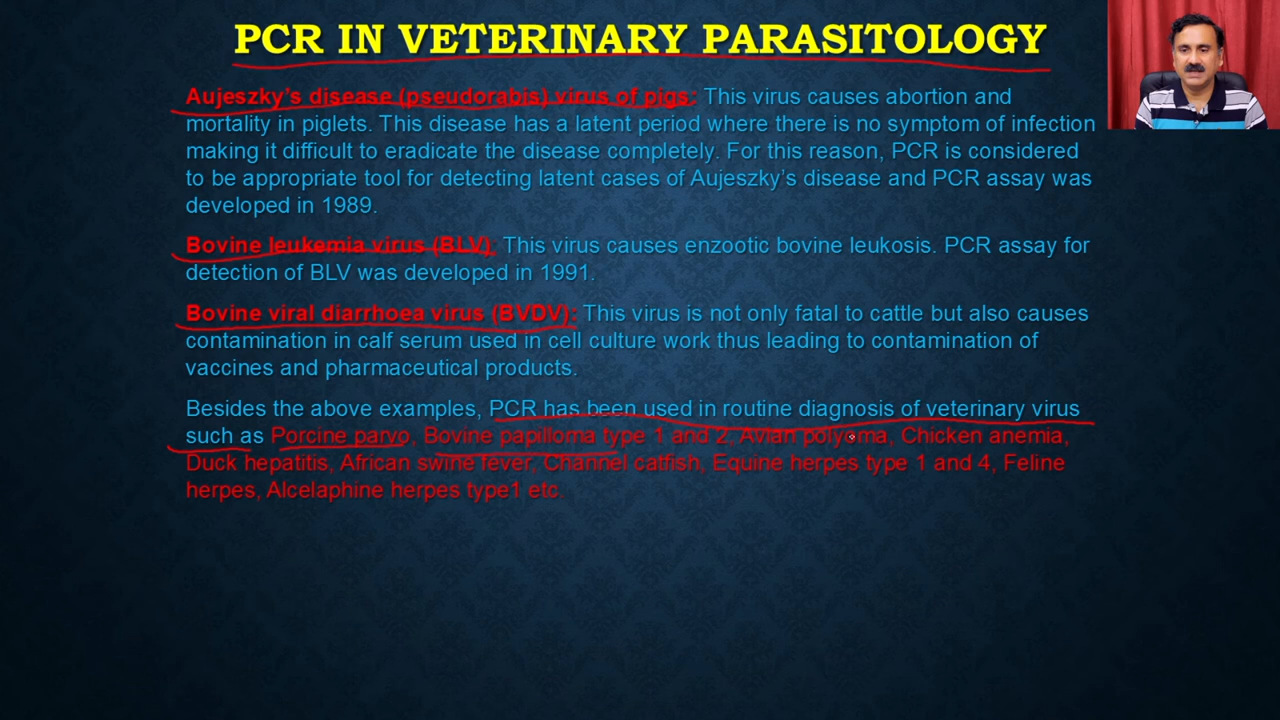 PCR IN VETERINARY PARASITOLOGY
Aujeszky's disease (pseudorabis) virus of pigs: This virus causes abortion and
mortality in piglets. This disease has a latent period where there is no symptom of infection
making it difficult to eradicate the disease completely. For this reason, PCR is considered
to be appropriate tool for detecting latent cases of Aujeszky's disease and PCR assay was
developed in 1989.
Bovine leukemia virus (BLV): This virus causes enzootic bovine leukosis. PCR assay for
detection of BLV was developed in 1991.
Bovine viral diarrhoea virus (BVDV): This virus is not only fatal to cattle but also causes
contamination in calf serum used in cell culture work thus leading to contamination of
vaccines and pharmaceutical products.
Besides the above examples, PCR has been used in routine diagnosis of veterinary virus
such as Porcine parvo, Bovine papilloma type 1 and 2, Avian polyoma, Chicken anemia,
Duck hepatitis, African swine fever, Channel catfish, Equine herpes type 1 and 4, Feline
herpes, Alcelaphine herpes type1 etc.